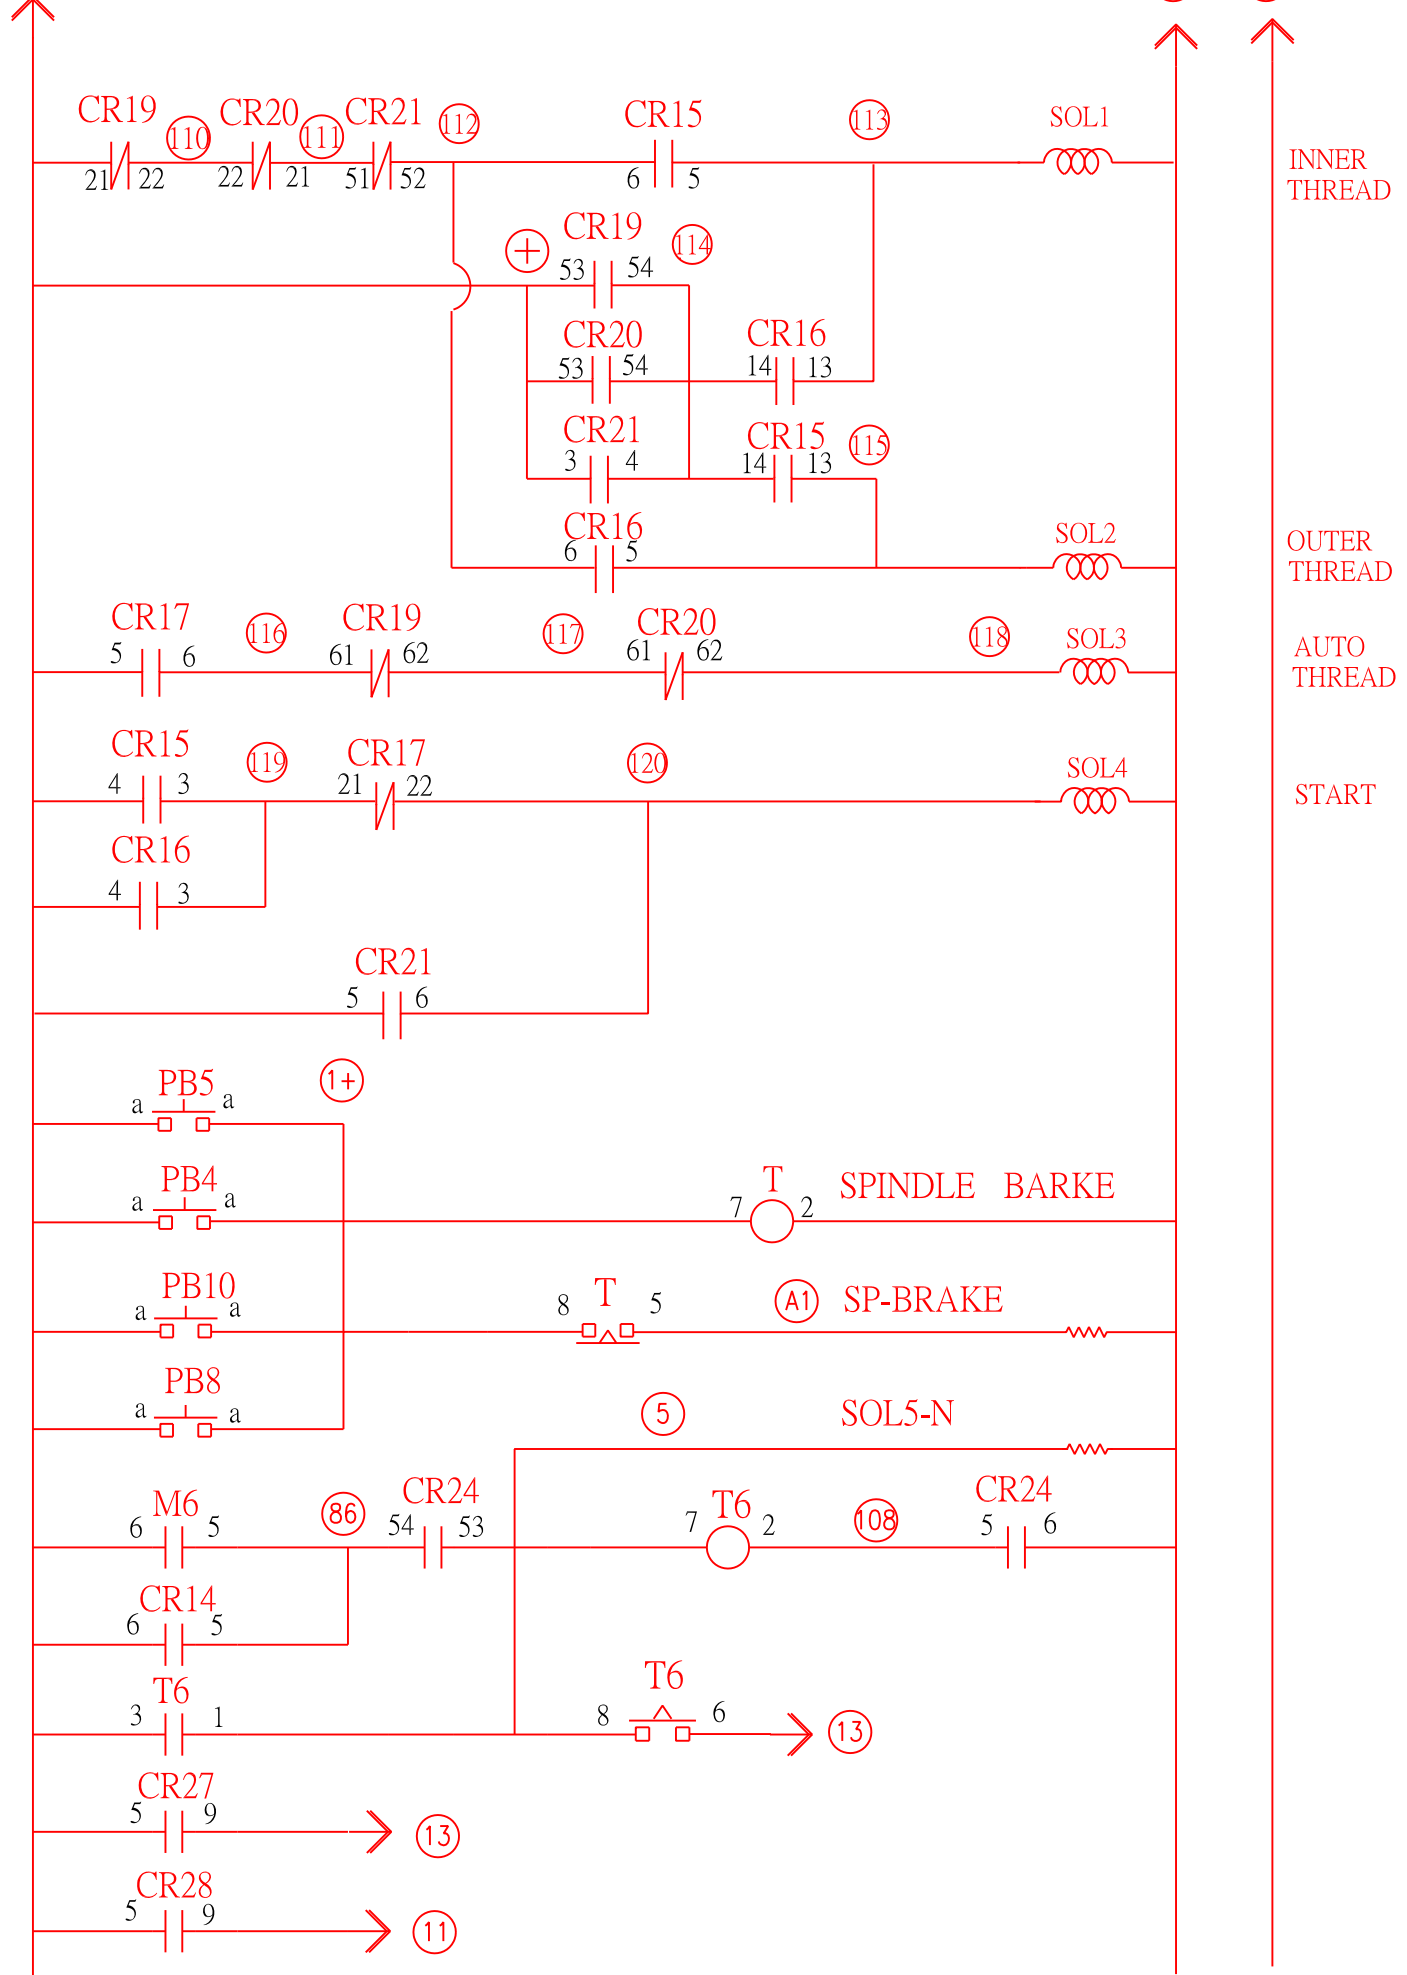 CR19 110 CR20 111 CR21 112 CR15 113 SOL1
21 22 22 21 51 52 6 5
INNER
THREAD
CR19 114
53 54
CR20 CR16
53 54 14 13
CR21 CR15 115
3 4 14 13
CR16 SOL2
6 5
OUTER
THREAD
CR17 116 CR19 117 CR20 118 SOL3
5 6 61 62 61 62
AUTO
THREAD
CR15 119 CR17 120 SOL4
4 3 21 22
START
CR16
4 3
CR21
5 6
PB5 1+
a a
PB4 T SPINDLE BARKE
a a 7 2
PB10 T A1 SP-BRAKE
a a 8 5
PB8 5 SOL5-N
a a
M6 86 CR24 T6 108 CR24
6 5 54 53 7 2 5 6
CR14
6 5
T6 T6
3 1 8 6 13
CR27
5 9 13
CR28
5 9 11